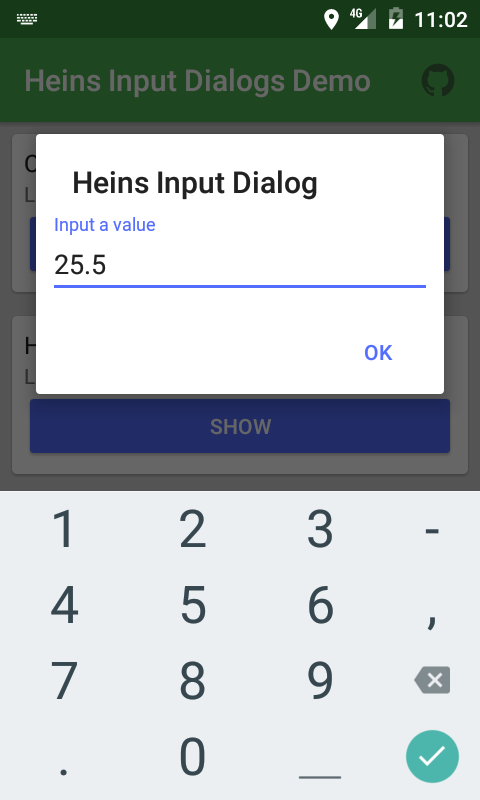 4G 11:02
Heins Input Dialogs Demo
Heins Input Dialog
Input a value
25.5
OK
SHOW
1 2 3 -
4 5 6 ,
7 8 9
. 0 _